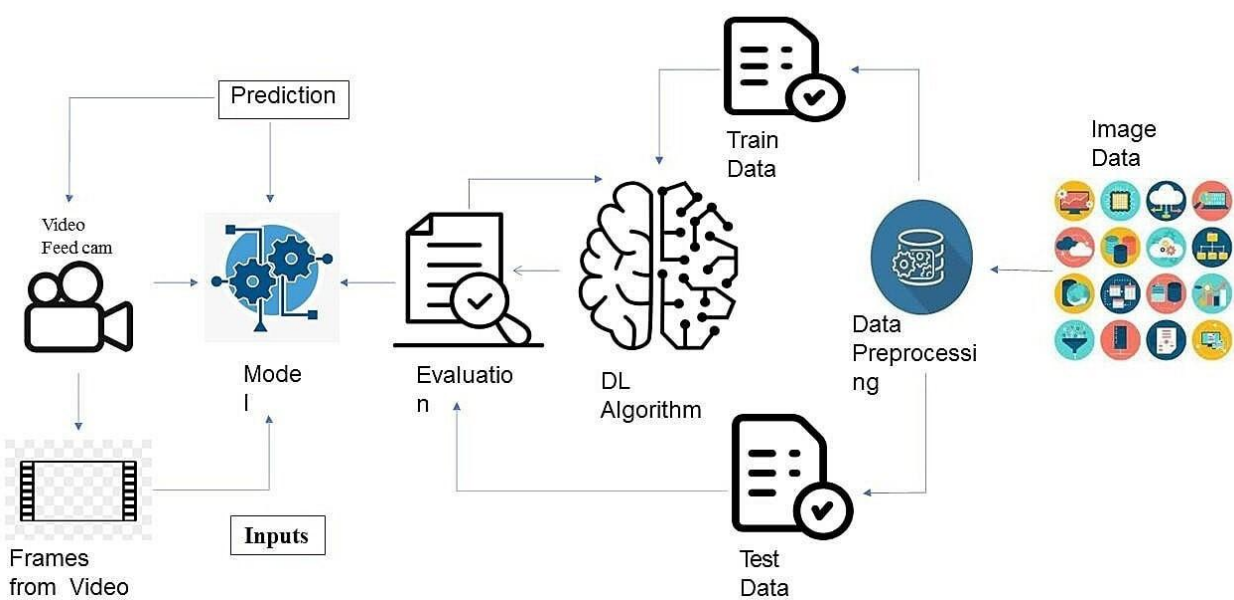 Prediction
Train
Data
Image
Data
Video
Feed cam
Mode
l
Evaluatio
n
DL
Algorithm
Data
Preprocessi
ng
Inputs
Frames
from Video
Test
Data